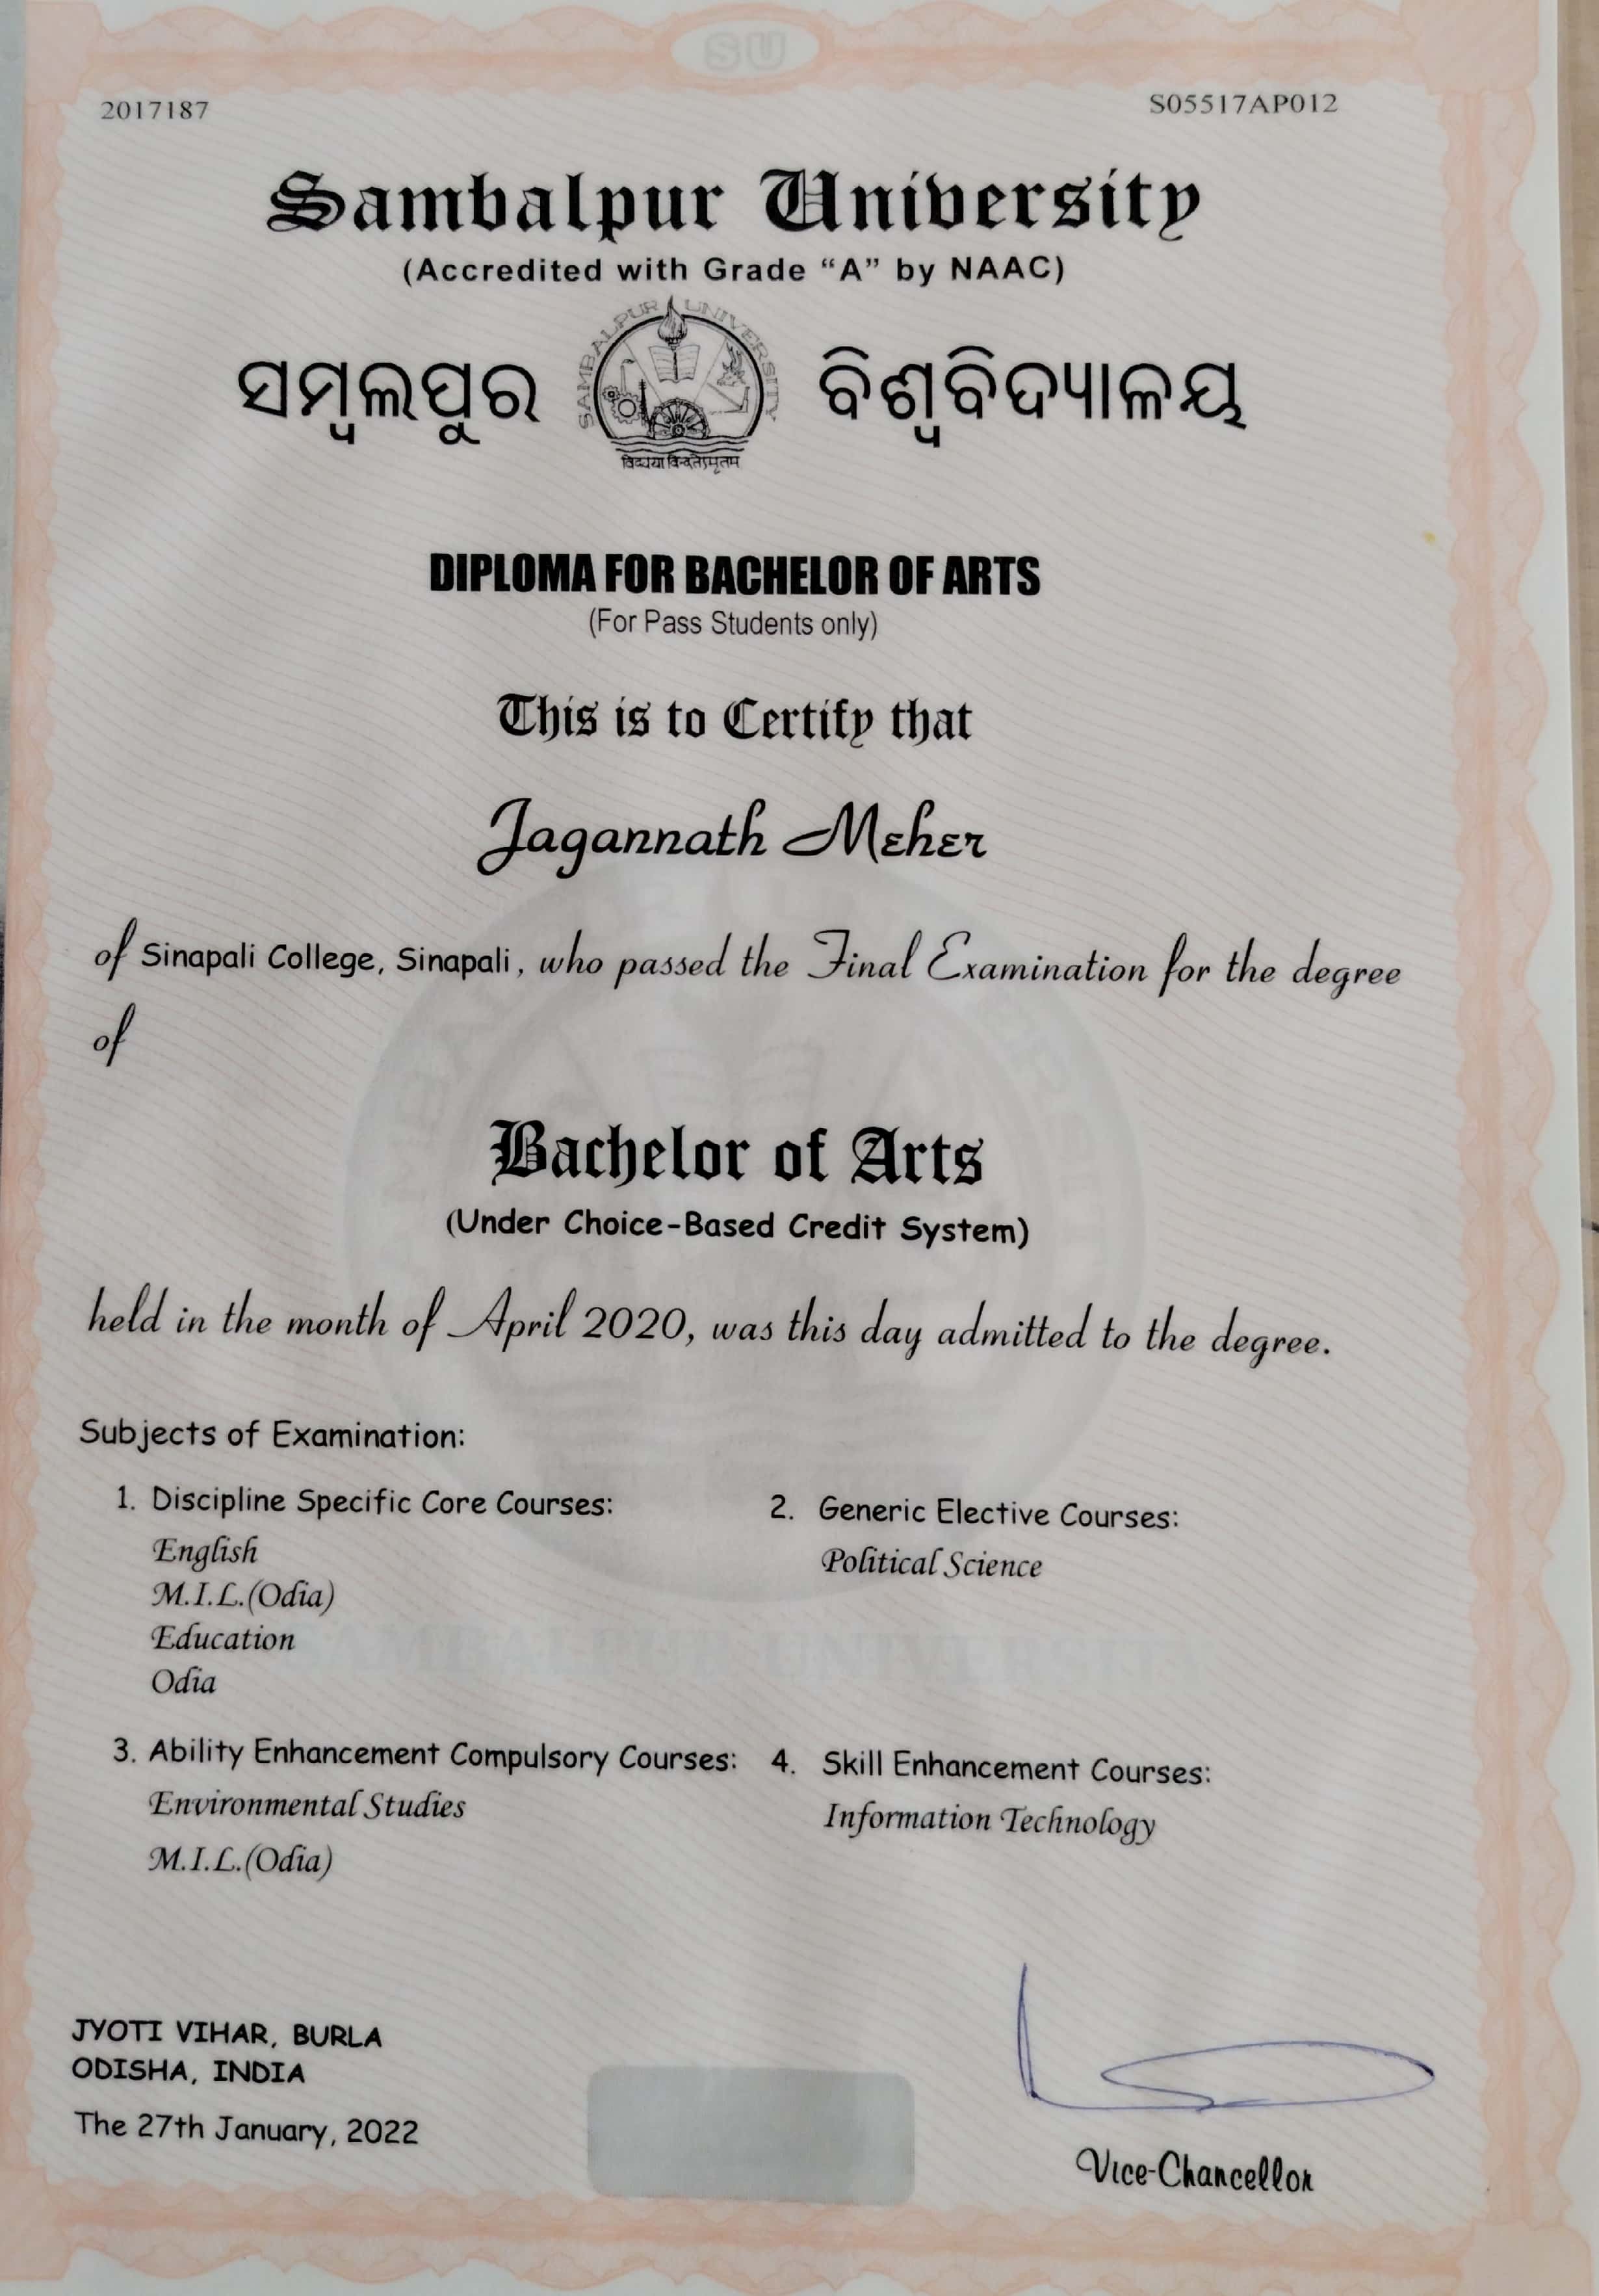 SU
2017187
S05517AP012
Sambalpur University
(Accredited with Grade “A” by NAAC)
ସମ୍ବଲପୁର ବିଶ୍ୱବିଦ୍ୟାଳୟ
SAMBALPUR UNIVERSITY
DIPLOMA FOR BACHELOR OF ARTS
(For Pass Students only)
This is to Certify that
Jagannath Meher
of Sinapali College, Sinapali, who passed the Final Examination for the degree
of
Bachelor of Arts
(Under Choice-Based Credit System)
held in the month of April 2020, was this day admitted to the degree.
Subjects of Examination:
1. Discipline Specific Core Courses:
English
M.I.L.(Odia)
Education
Odia
2. Generic Elective Courses:
Political Science
3. Ability Enhancement Compulsory Courses:
Environmental Studies
M.I.L.(Odia)
4. Skill Enhancement Courses:
Information Technology
JYOTI VIHAR, BURLA
ODISHA, INDIA
The 27th January, 2022
Vice-Chancellor